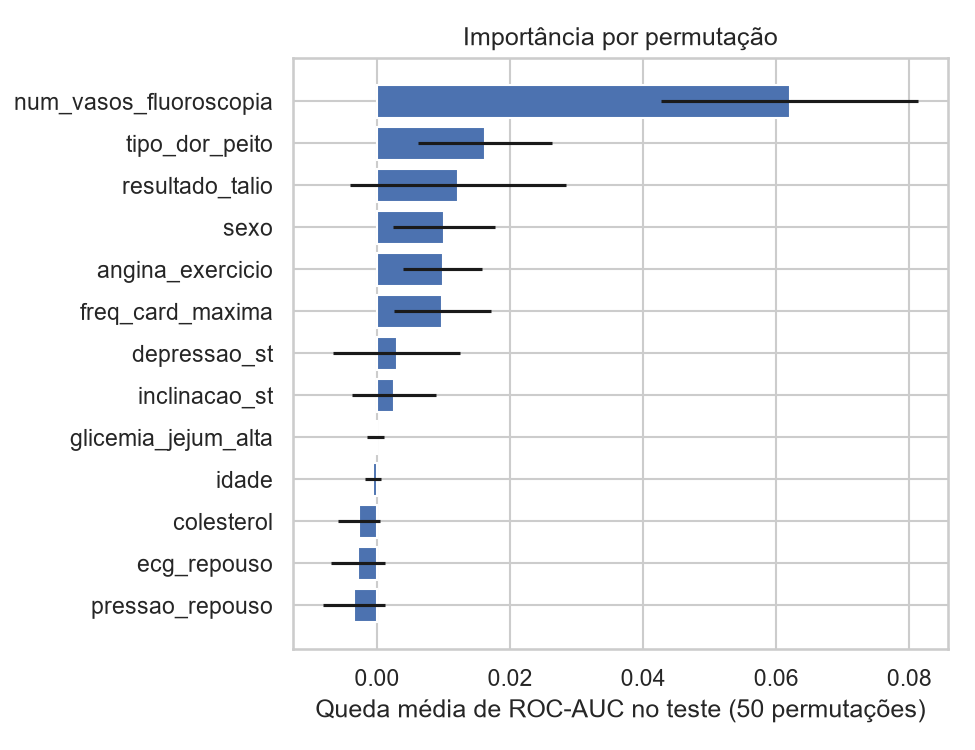 Importância por permutação
num_vasos_fluoroscopia
tipo_dor_peito
resultado_talio
sexo
angina_exercicio
freq_card_maxima
depressao_st
inclinacao_st
glicemia_jejum_alta
idade
colesterol
ecg_repouso
pressao_repouso
0.00 0.02 0.04 0.06 0.08
Queda média de ROC-AUC no teste (50 permutações)